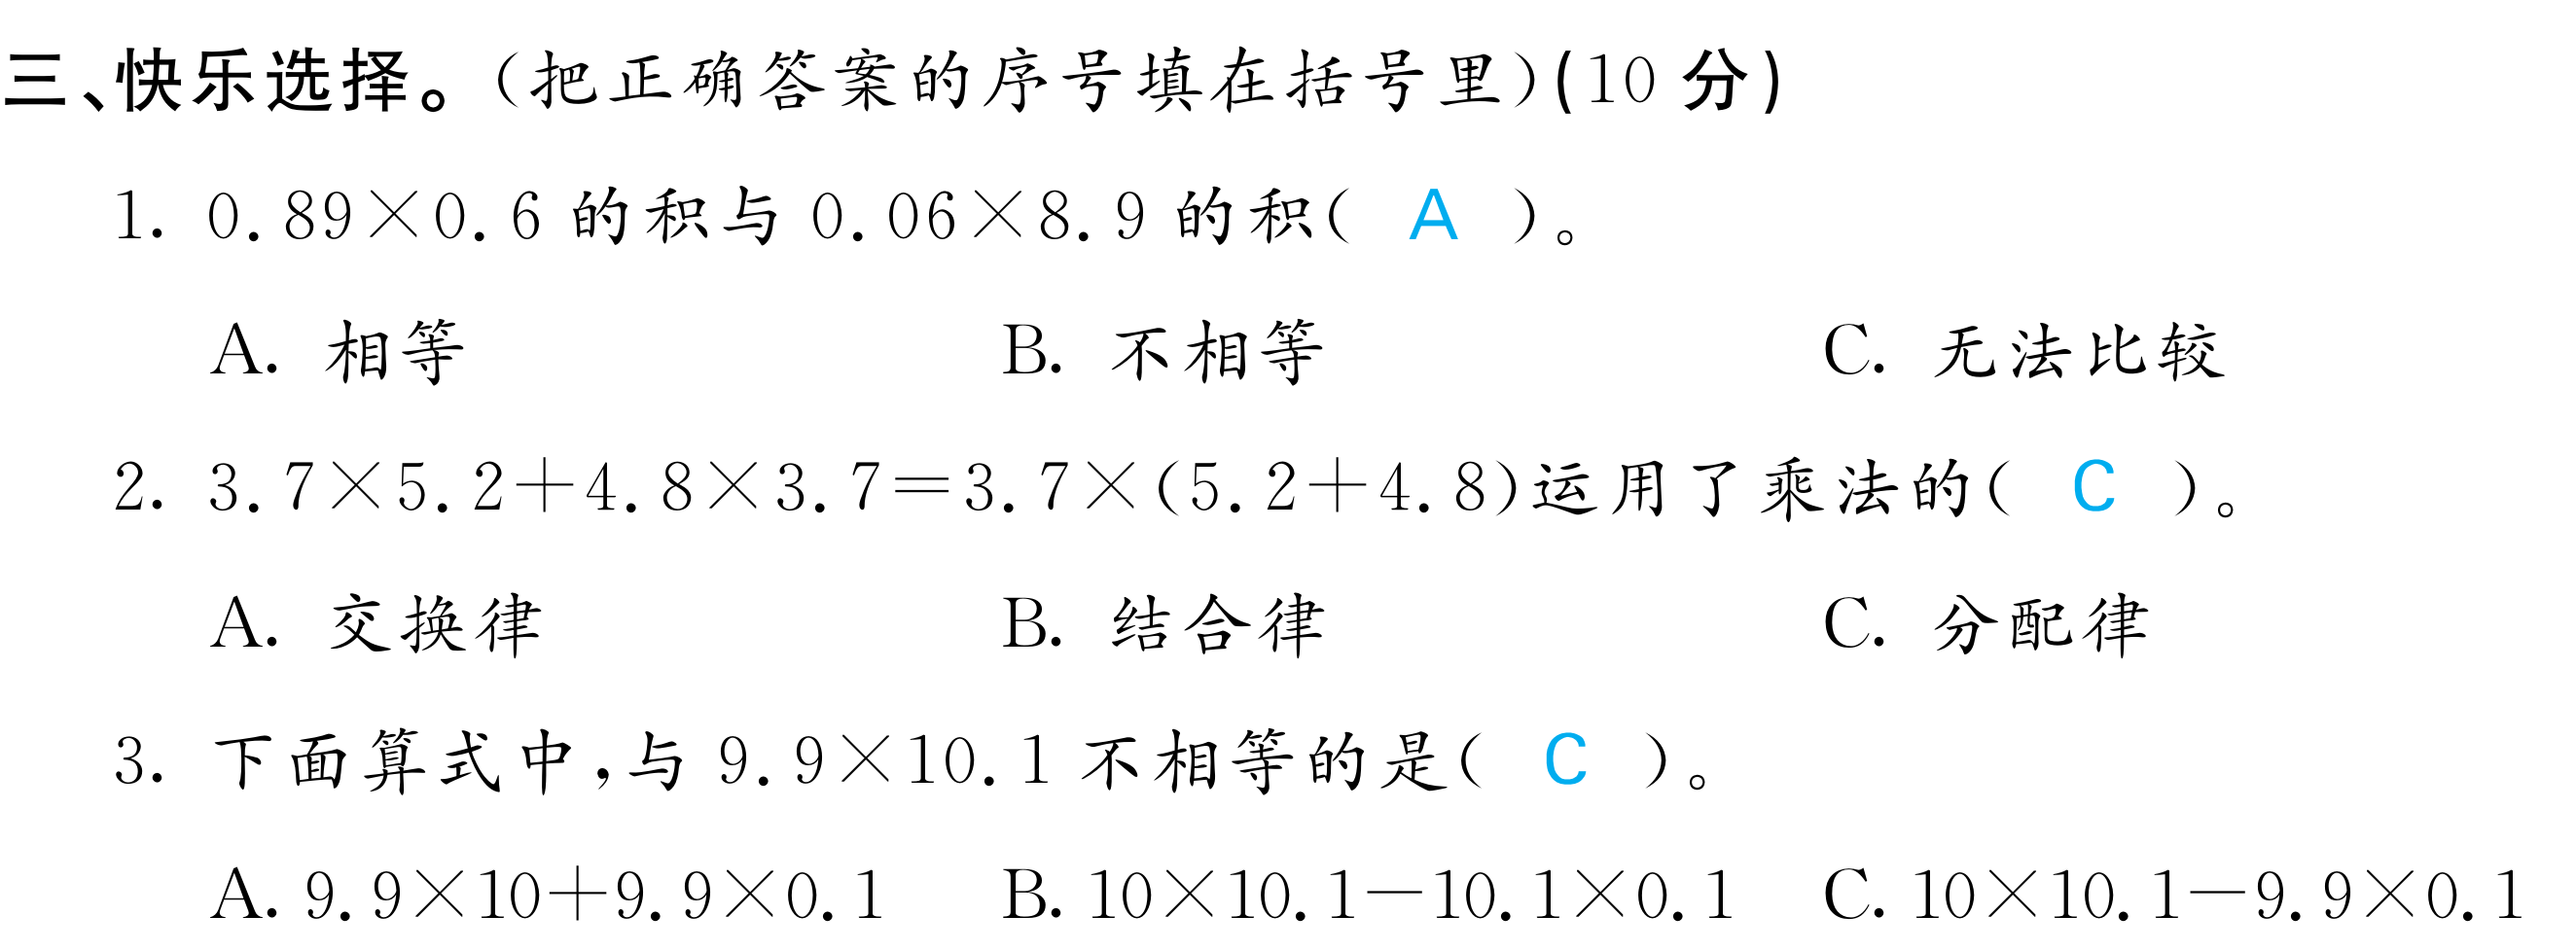 三、快乐选择。(把正确答案的序号填在括号里)(10 分)
1. 0.89×0.6 的积与 0.06×8.9 的积( A )。
A. 相等 B. 不相等 C. 无法比较
2. 3.7×5.2+4.8×3.7=3.7×(5.2+4.8)运用了乘法的( C )。
A. 交换律 B. 结合律 C. 分配律
3. 下面算式中,与 9.9×10.1 不相等的是( C )。
A. 9.9×10+9.9×0.1 B. 10×10.1-10.1×0.1 C. 10×10.1-9.9×0.1